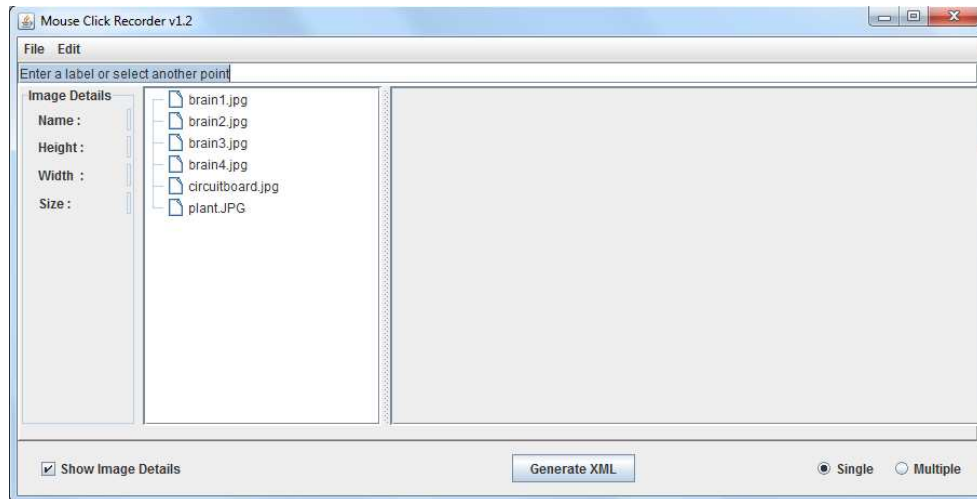 Mouse Click Recorder v1.2
File Edit
Enter a label or select another point
Image Details
Name :
Height :
Width :
Size :
brain1.jpg
brain2.jpg
brain3.jpg
brain4.jpg
circuitboard.jpg
plant.JPG
Show Image Details
Generate XML
Single
Multiple